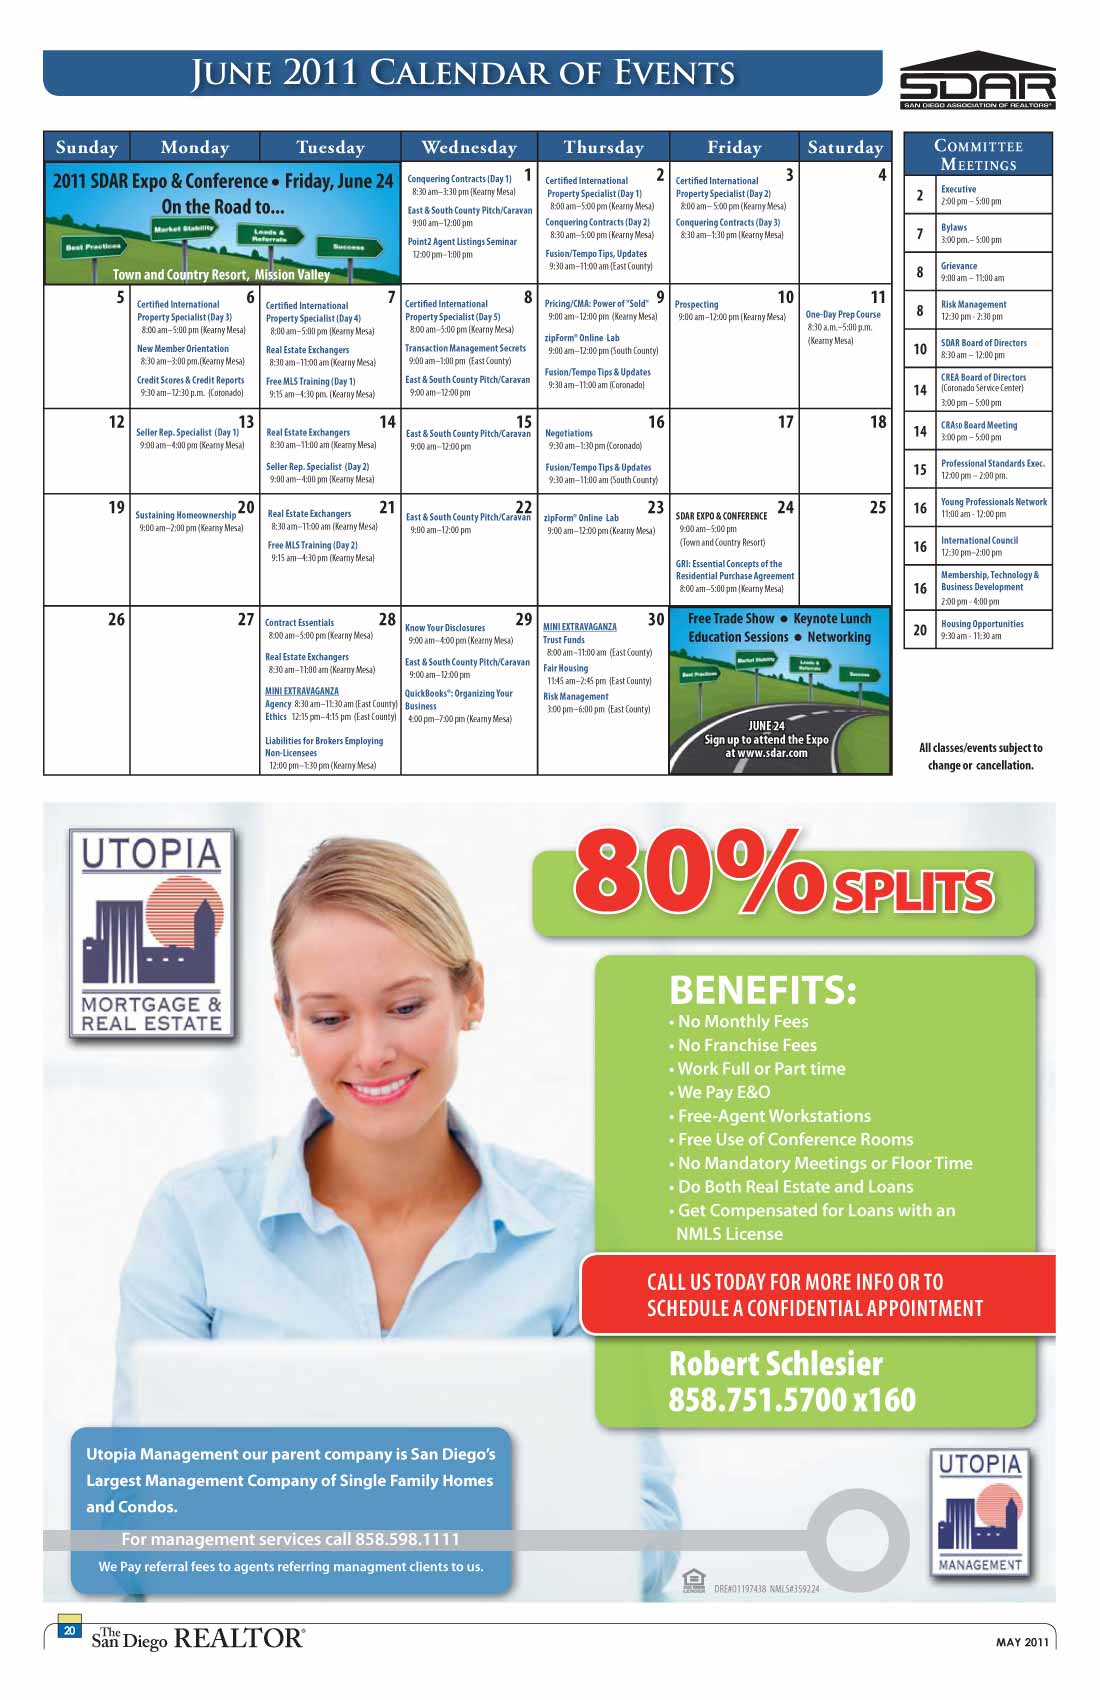 JUNE 2011 CALENDAR OF EVENTS
SDAR
SAN DIEGO ASSOCIATION OF REALTORS®
Sunday Monday Tuesday Wednesday Thursday Friday Saturday
2011 SDAR Expo & Conference • Friday, June 24
On the Road to...
Best Practices
Market Stability
Leads &
Referrals
Success
Town and Country Resort, Mission Valley
1
Conquering Contracts (Day 1)
8:30 am–3:30 pm (Kearny Mesa)
East & South County Pitch/Caravan
9:00 am–12:00 pm
Point2 Agent Listings Seminar
12:00 pm–1:00 pm
2
Certified International
Property Specialist (Day 1)
8:00 am–5:00 pm (Kearny Mesa)
Conquering Contracts (Day 2)
8:30 am–5:00 pm (Kearny Mesa)
Fusion/Tempo Tips, Updates
9:30 am–11:00 am (East County)
3
Certified International
Property Specialist (Day 2)
8:00 am– 5:00 pm (Kearny Mesa)
Conquering Contracts (Day 3)
8:30 am–1:30 pm (Kearny Mesa)
4
5
6
Certified International
Property Specialist (Day 3)
8:00 am–5:00 pm (Kearny Mesa)
New Member Orientation
8:30 am–3:00 pm.(Kearny Mesa)
Credit Scores & Credit Reports
9:30 am–12:30 p.m. (Coronado)
7
Certified International
Property Specialist (Day 4)
8:00 am–5:00 pm (Kearny Mesa)
Real Estate Exchangers
8:30 am–11:00 am (Kearny Mesa)
Free MLS Training (Day 1)
9:15 am–4:30 pm. (Kearny Mesa)
8
Certified International
Property Specialist (Day 5)
8:00 am–5:00 pm (Kearny Mesa)
Transaction Management Secrets
9:00 am–1:00 pm (East County)
East & South County Pitch/Caravan
9:00 am–12:00 pm
9
Pricing/CMA: Power of "Sold"
9:00 am–12:00 pm (Kearny Mesa)
zipForm® Online Lab
9:00 am–12:00 pm (South County)
Fusion/Tempo Tips & Updates
9:30 am–11:00 am (Coronado)
10
Prospecting
9:00 am–12:00 pm (Kearny Mesa)
11
One-Day Prep Course
8:30 a.m.–5:00 p.m.
(Kearny Mesa)
12
13
Seller Rep. Specialist (Day 1)
9:00 am–4:00 pm (Kearny Mesa)
14
Real Estate Exchangers
8:30 am–11:00 am (Kearny Mesa)
Seller Rep. Specialist (Day 2)
9:00 am–4:00 pm (Kearny Mesa)
15
East & South County Pitch/Caravan
9:00 am–12:00 pm
16
Negotiations
9:30 am–1:30 pm (Coronado)
Fusion/Tempo Tips & Updates
9:30 am–11:00 am (South County)
17
18
19
20
Sustaining Homeownership
9:00 am–2:00 pm (Kearny Mesa)
21
Real Estate Exchangers
8:30 am–11:00 am (Kearny Mesa)
Free MLS Training (Day 2)
9:15 am–4:30 pm (Kearny Mesa)
22
East & South County Pitch/Caravan
9:00 am–12:00 pm
23
zipForm® Online Lab
9:00 am–12:00 pm (Kearny Mesa)
24
SDAR EXPO & CONFERENCE
9:00 am–5:00 pm
(Town and Country Resort)
GRI: Essential Concepts of the
Residential Purchase Agreement
8:00 am–5:00 pm (Kearny Mesa)
25
26
27
28
Contract Essentials
8:00 am–5:00 pm (Kearny Mesa)
Real Estate Exchangers
8:30 am–11:00 am (Kearny Mesa)
MINI EXTRAVAGANZA
Agency 8:30 am–11:30 am (East County)
Ethics 12:15 pm–4:15 pm (East County)
Liabilities for Brokers Employing
Non-Licensees
12:00 pm–1:30 pm (Kearny Mesa)
29
Know Your Disclosures
9:00 am–4:00 pm (Kearny Mesa)
East & South County Pitch/Caravan
9:00 am–12:00 pm
QuickBooks®: Organizing Your
Business
4:00 pm–7:00 pm (Kearny Mesa)
30
MINI EXTRAVAGANZA
Trust Funds
8:00 am–11:00 am (East County)
Fair Housing
11:45 am–2:45 pm (East County)
Risk Management
3:00 pm–6:00 pm (East County)
Free Trade Show • Keynote Lunch
Education Sessions • Networking
Best Practices
Market Stability
Leads &
Referrals
Success
JUNE 24
Sign up to attend the Expo
at www.sdar.com
COMMITTEE
MEETINGS
2 Executive
2:00 pm – 5:00 pm
7 Bylaws
3:00 pm.– 5:00 pm
8 Grievance
9:00 am – 11:00 am
8 Risk Management
12:30 pm - 2:30 pm
10 SDAR Board of Directors
8:30 am – 12:00 pm
14 CREA Board of Directors
(Coronado Service Center)
3:00 pm – 5:00 pm
14 CRASD Board Meeting
3:00 pm – 5:00 pm
15 Professional Standards Exec.
12:00 pm – 2:00 pm.
16 Young Professionals Network
11:00 am - 12:00 pm
16 International Council
12:30 pm–2:00 pm
16 Membership, Technology &
Business Development
2:00 pm - 4:00 pm
20 Housing Opportunities
9:30 am - 11:30 am
All classes/events subject to
change or cancellation.
UTOPIA
MORTGAGE &
REAL ESTATE
80% SPLITS
BENEFITS:
• No Monthly Fees
• No Franchise Fees
• Work Full or Part time
• We Pay E&O
• Free-Agent Workstations
• Free Use of Conference Rooms
• No Mandatory Meetings or Floor Time
• Do Both Real Estate and Loans
• Get Compensated for Loans with an
NMLS License
CALL US TODAY FOR MORE INFO OR TO
SCHEDULE A CONFIDENTIAL APPOINTMENT
Robert Schlesier
858.751.5700 x160
Utopia Management our parent company is San Diego's
Largest Management Company of Single Family Homes
and Condos.
For management services call 858.598.1111
We Pay referral fees to agents referring managment clients to us.
DRE#01197438 NMLS#359224
UTOPIA
MANAGEMENT
20
The San Diego REALTOR®
MAY 2011